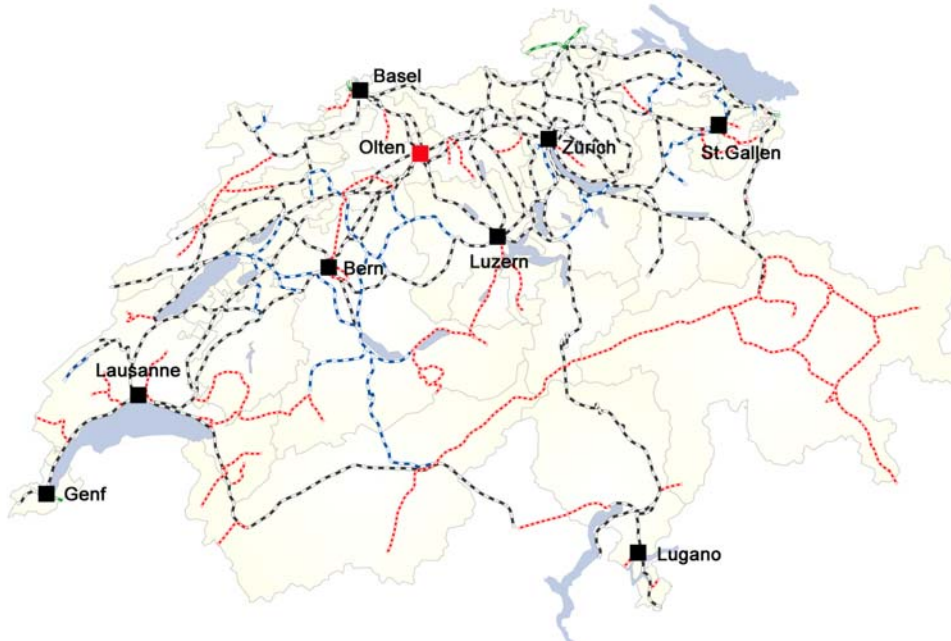 Basel
Olten
Zürich
St.Gallen
Luzern
Bern
Lausanne
Genf
Lugano